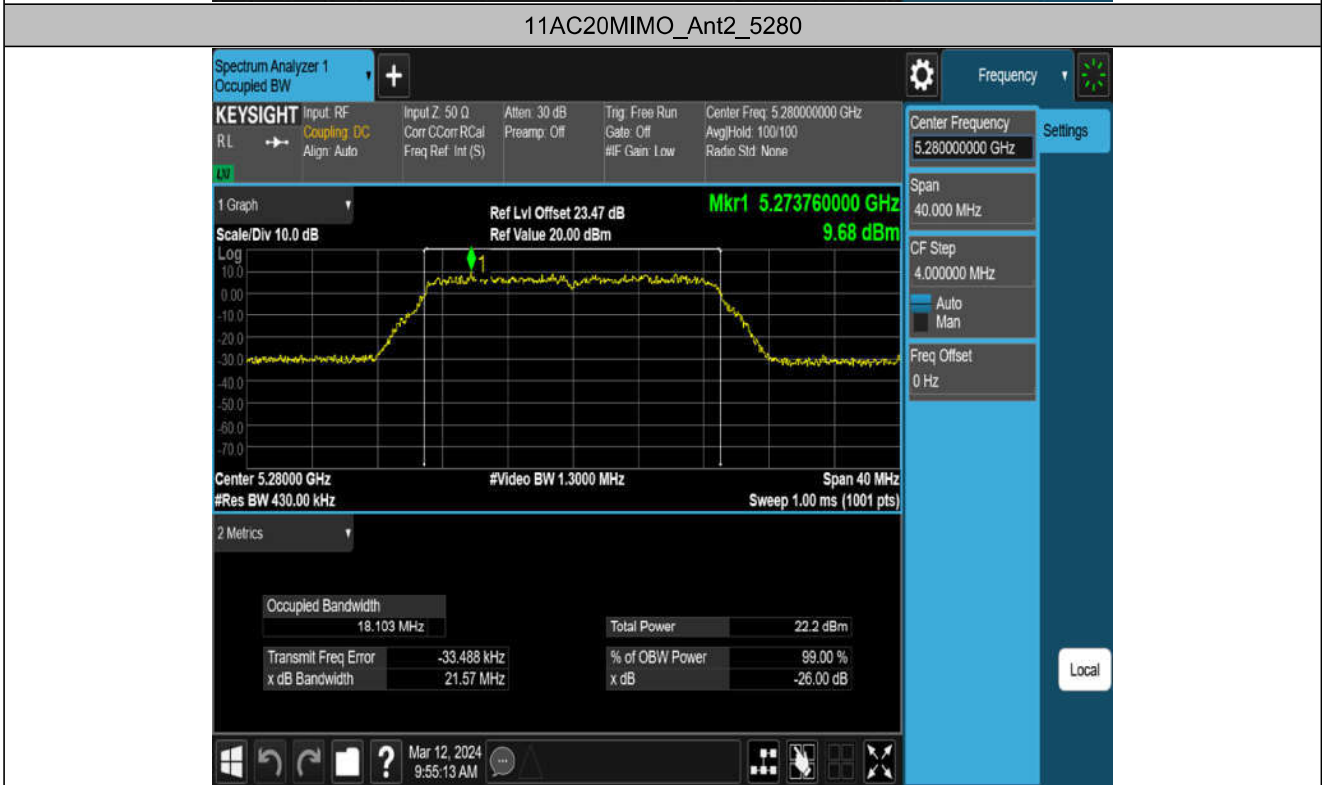 11AC20MIMO_Ant2_5280
Spectrum Analyzer 1
Occupied BW
+
Frequency
KEYSIGHT
RL
LXI
Input: RF
Coupling: DC
Align: Auto
Input Z: 50 Ω
Corr CCorr RCal
Freq Ref: Int (S)
Atten: 30 dB
Preamp: Off
Trig: Free Run
Gate: Off
#IF Gain: Low
Center Freq: 5.280000000 GHz
Avg|Hold: 100/100
Radio Std: None
Center Frequency
5.280000000 GHz
Settings
Span
40.000 MHz
CF Step
4.000000 MHz
Auto
Man
Freq Offset
0 Hz
1 Graph
Scale/Div 10.0 dB
Ref Lvl Offset 23.47 dB
Ref Value 20.00 dBm
Mkr1 5.273760000 GHz
9.68 dBm
Log
10.0
0.00
-10.0
-20.0
-30.0
-40.0
-50.0
-60.0
-70.0
1
Center 5.28000 GHz
#Res BW 430.00 kHz
#Video BW 1.3000 MHz
Span 40 MHz
Sweep 1.00 ms (1001 pts)
2 Metrics
Occupied Bandwidth
18.103 MHz
Total Power 22.2 dBm
Transmit Freq Error -33.488 kHz
% of OBW Power 99.00 %
x dB Bandwidth 21.57 MHz
x dB -26.00 dB
Local
?
Mar 12, 2024
9:55:13 AM